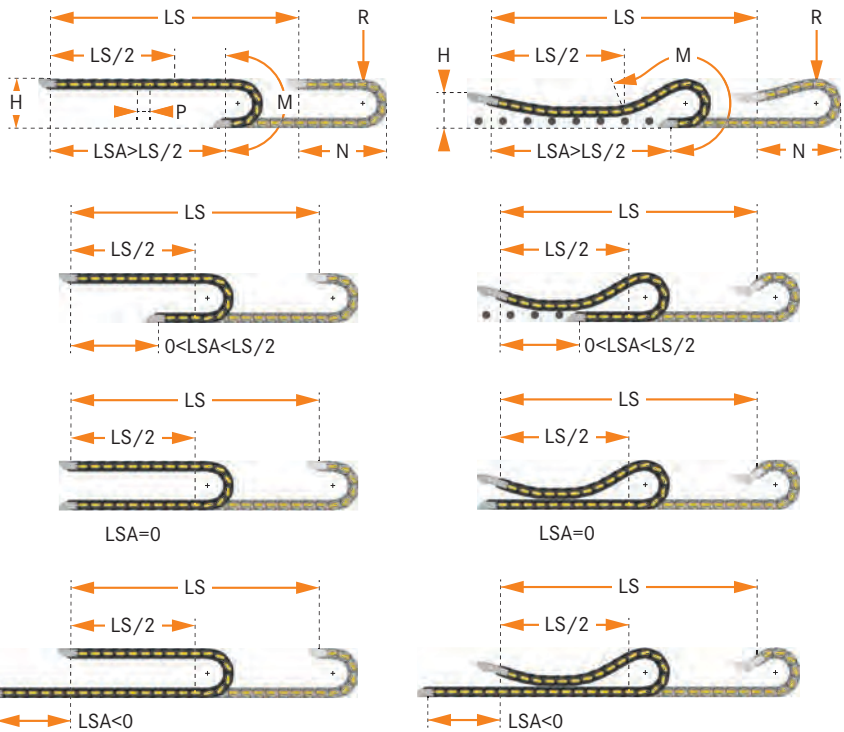 LS R
LS/2
H P M
LSA>LS/2 N
LS
H LS/2 M R
LSA>LS/2 N
LS
LS/2
0<LSA<LS/2
LS
LS/2
0<LSA<LS/2
LS
LS/2
LSA=0
LS
LS/2
LSA=0
LS
LS/2
LSA<0
LS
LS/2
LSA<0